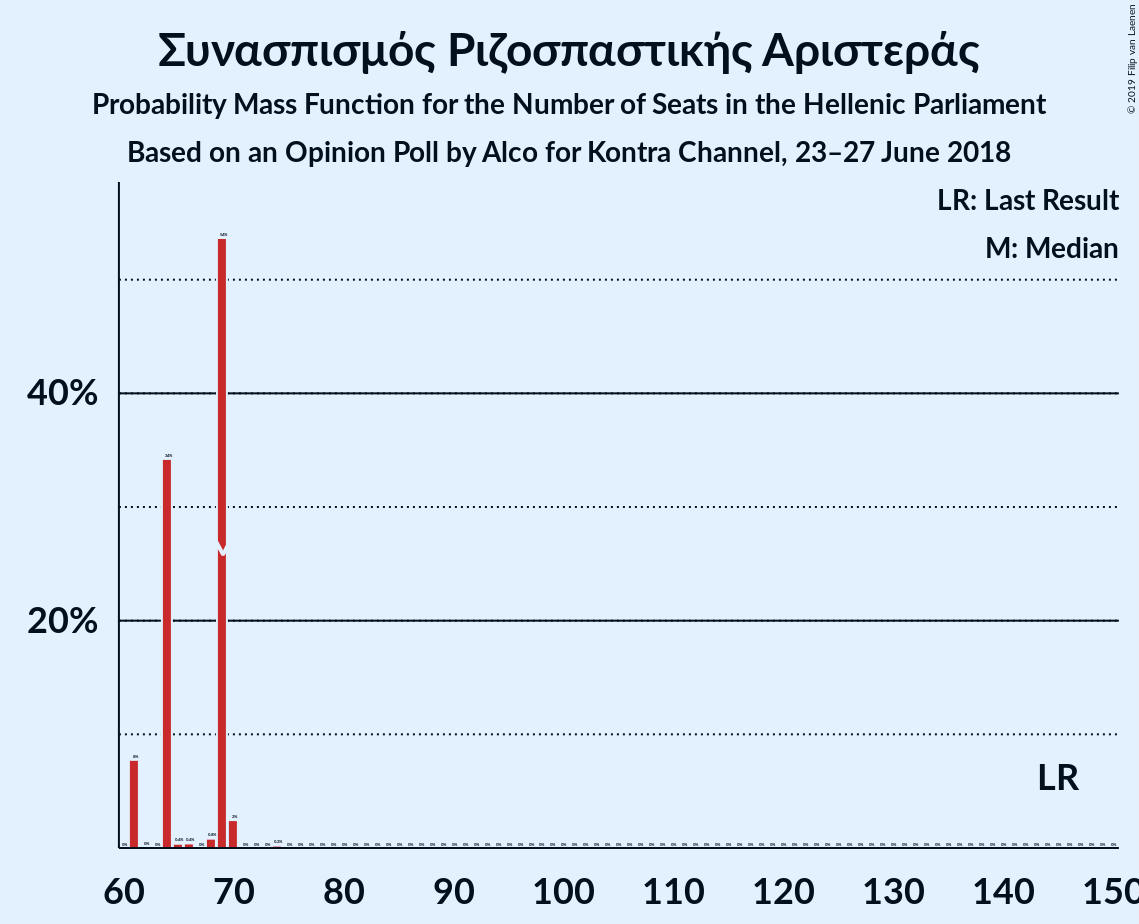 Συνασπισμός Ριζοσπαστικής Αριστεράς
Probability Mass Function for the Number of Seats in the Hellenic Parliament
Based on an Opinion Poll by Alco for Kontra Channel, 23–27 June 2018
© 2019 Filip van Laenen
LR: Last Result
M: Median
40%
20%
M
LR
60 70 80 90 100 110 120 130 140 150